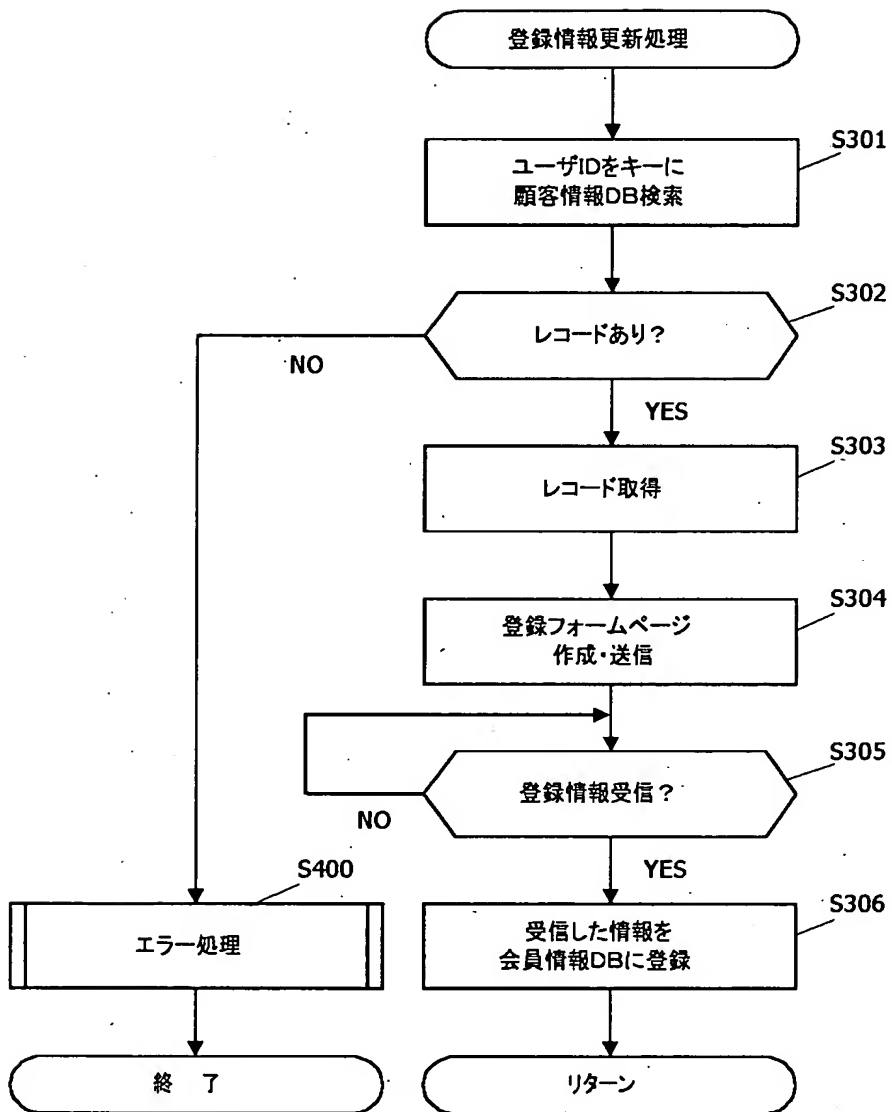 登録情報更新処理
S301
ユーザIDをキーに
顧客情報DB検索
S302
レコードあり?
NO
YES
S303
レコード取得
S304
登録フォームページ
作成・送信
S305
登録情報受信?
NO
YES
S400
エラー処理
S306
受信した情報を
会員情報DBに登録
終 了
リターン